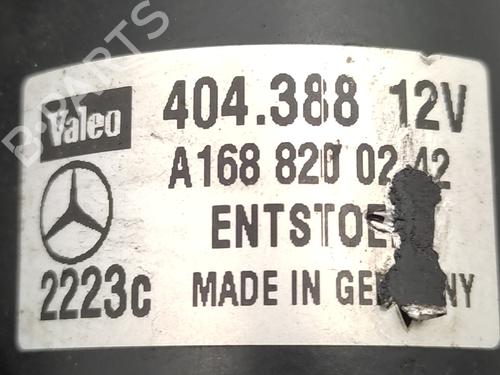 B-PARTS
Valeo 404.388 12V
A168 820 02 42
ENTSTOE
2223c MADE IN GERMANY